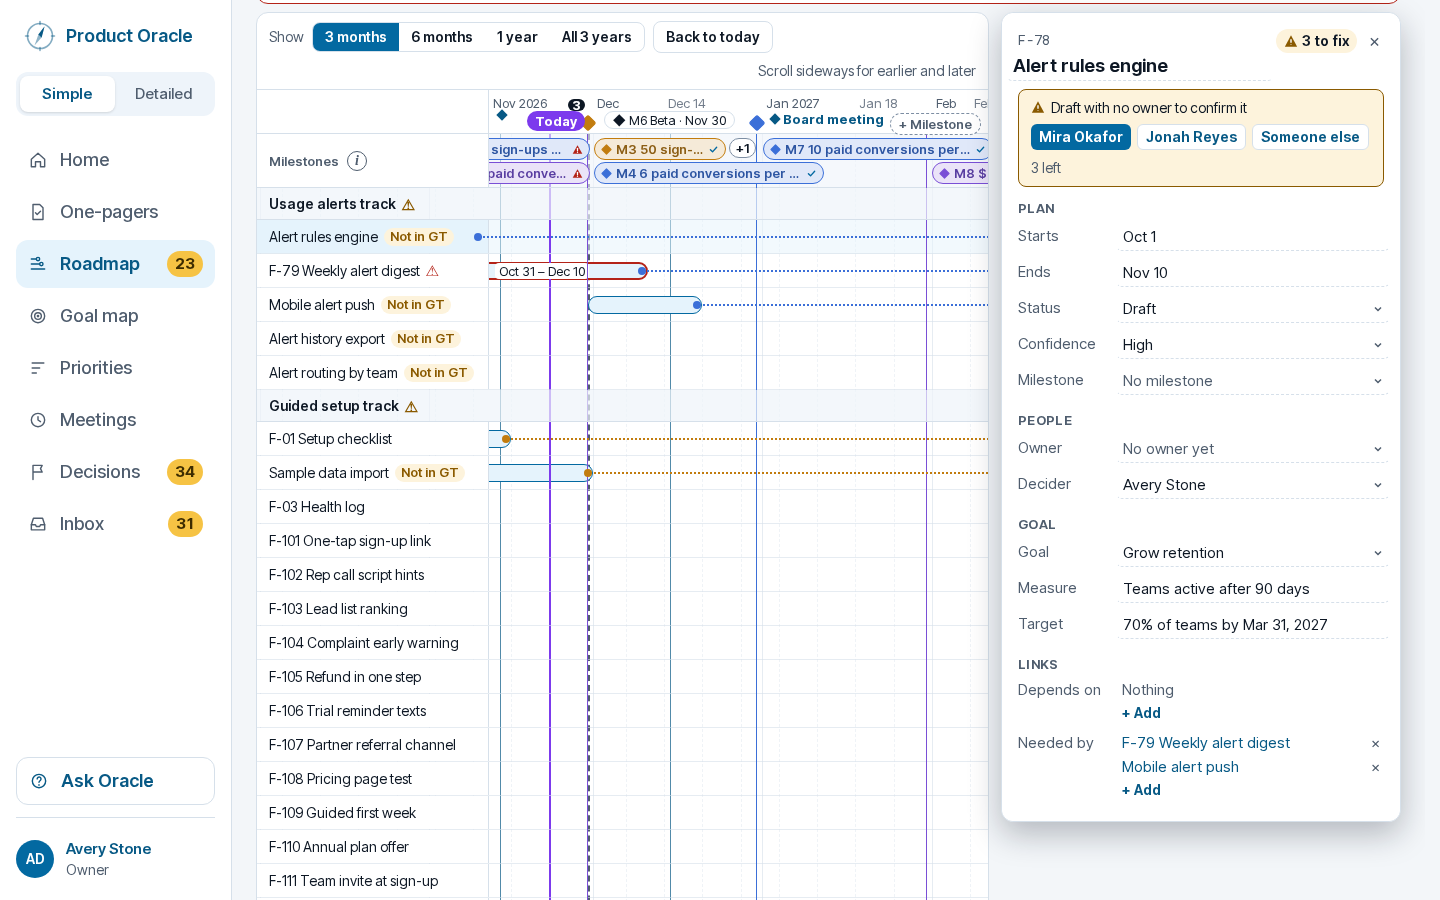 Product Oracle
Simple
Detailed
Home
One-pagers
Roadmap
23
Goal map
Priorities
Meetings
Decisions
34
Inbox
31
Ask Oracle
AD
Avery Stone
Owner
Show
3 months
6 months
1 year
All 3 years
Back to today
Scroll sideways for earlier and later
Nov 2026
3
Dec
Dec 14
Jan 2027
Jan 18
Feb
Today
M6 Beta · Nov 30
Board meeting
+ Milestone
Milestones
i
sign-ups ...
M3 50 sign-...
+1
M7 10 paid conversions per...
paid conve...
M4 6 paid conversions per ...
M8 $
Usage alerts track
Alert rules engine
Not in GT
F-79 Weekly alert digest
Oct 31 – Dec 10
Mobile alert push
Not in GT
Alert history export
Not in GT
Alert routing by team
Not in GT
Guided setup track
F-01 Setup checklist
Sample data import
Not in GT
F-03 Health log
F-101 One-tap sign-up link
F-102 Rep call script hints
F-103 Lead list ranking
F-104 Complaint early warning
F-105 Refund in one step
F-106 Trial reminder texts
F-107 Partner referral channel
F-108 Pricing page test
F-109 Guided first week
F-110 Annual plan offer
F-111 Team invite at sign-up
F-78
3 to fix
×
Alert rules engine
Draft with no owner to confirm it
Mira Okafor
Jonah Reyes
Someone else
3 left
PLAN
Starts
Oct 1
Ends
Nov 10
Status
Draft
Confidence
High
Milestone
No milestone
PEOPLE
Owner
No owner yet
Decider
Avery Stone
GOAL
Goal
Grow retention
Measure
Teams active after 90 days
Target
70% of teams by Mar 31, 2027
LINKS
Depends on
Nothing
+ Add
Needed by
F-79 Weekly alert digest
×
Mobile alert push
×
+ Add